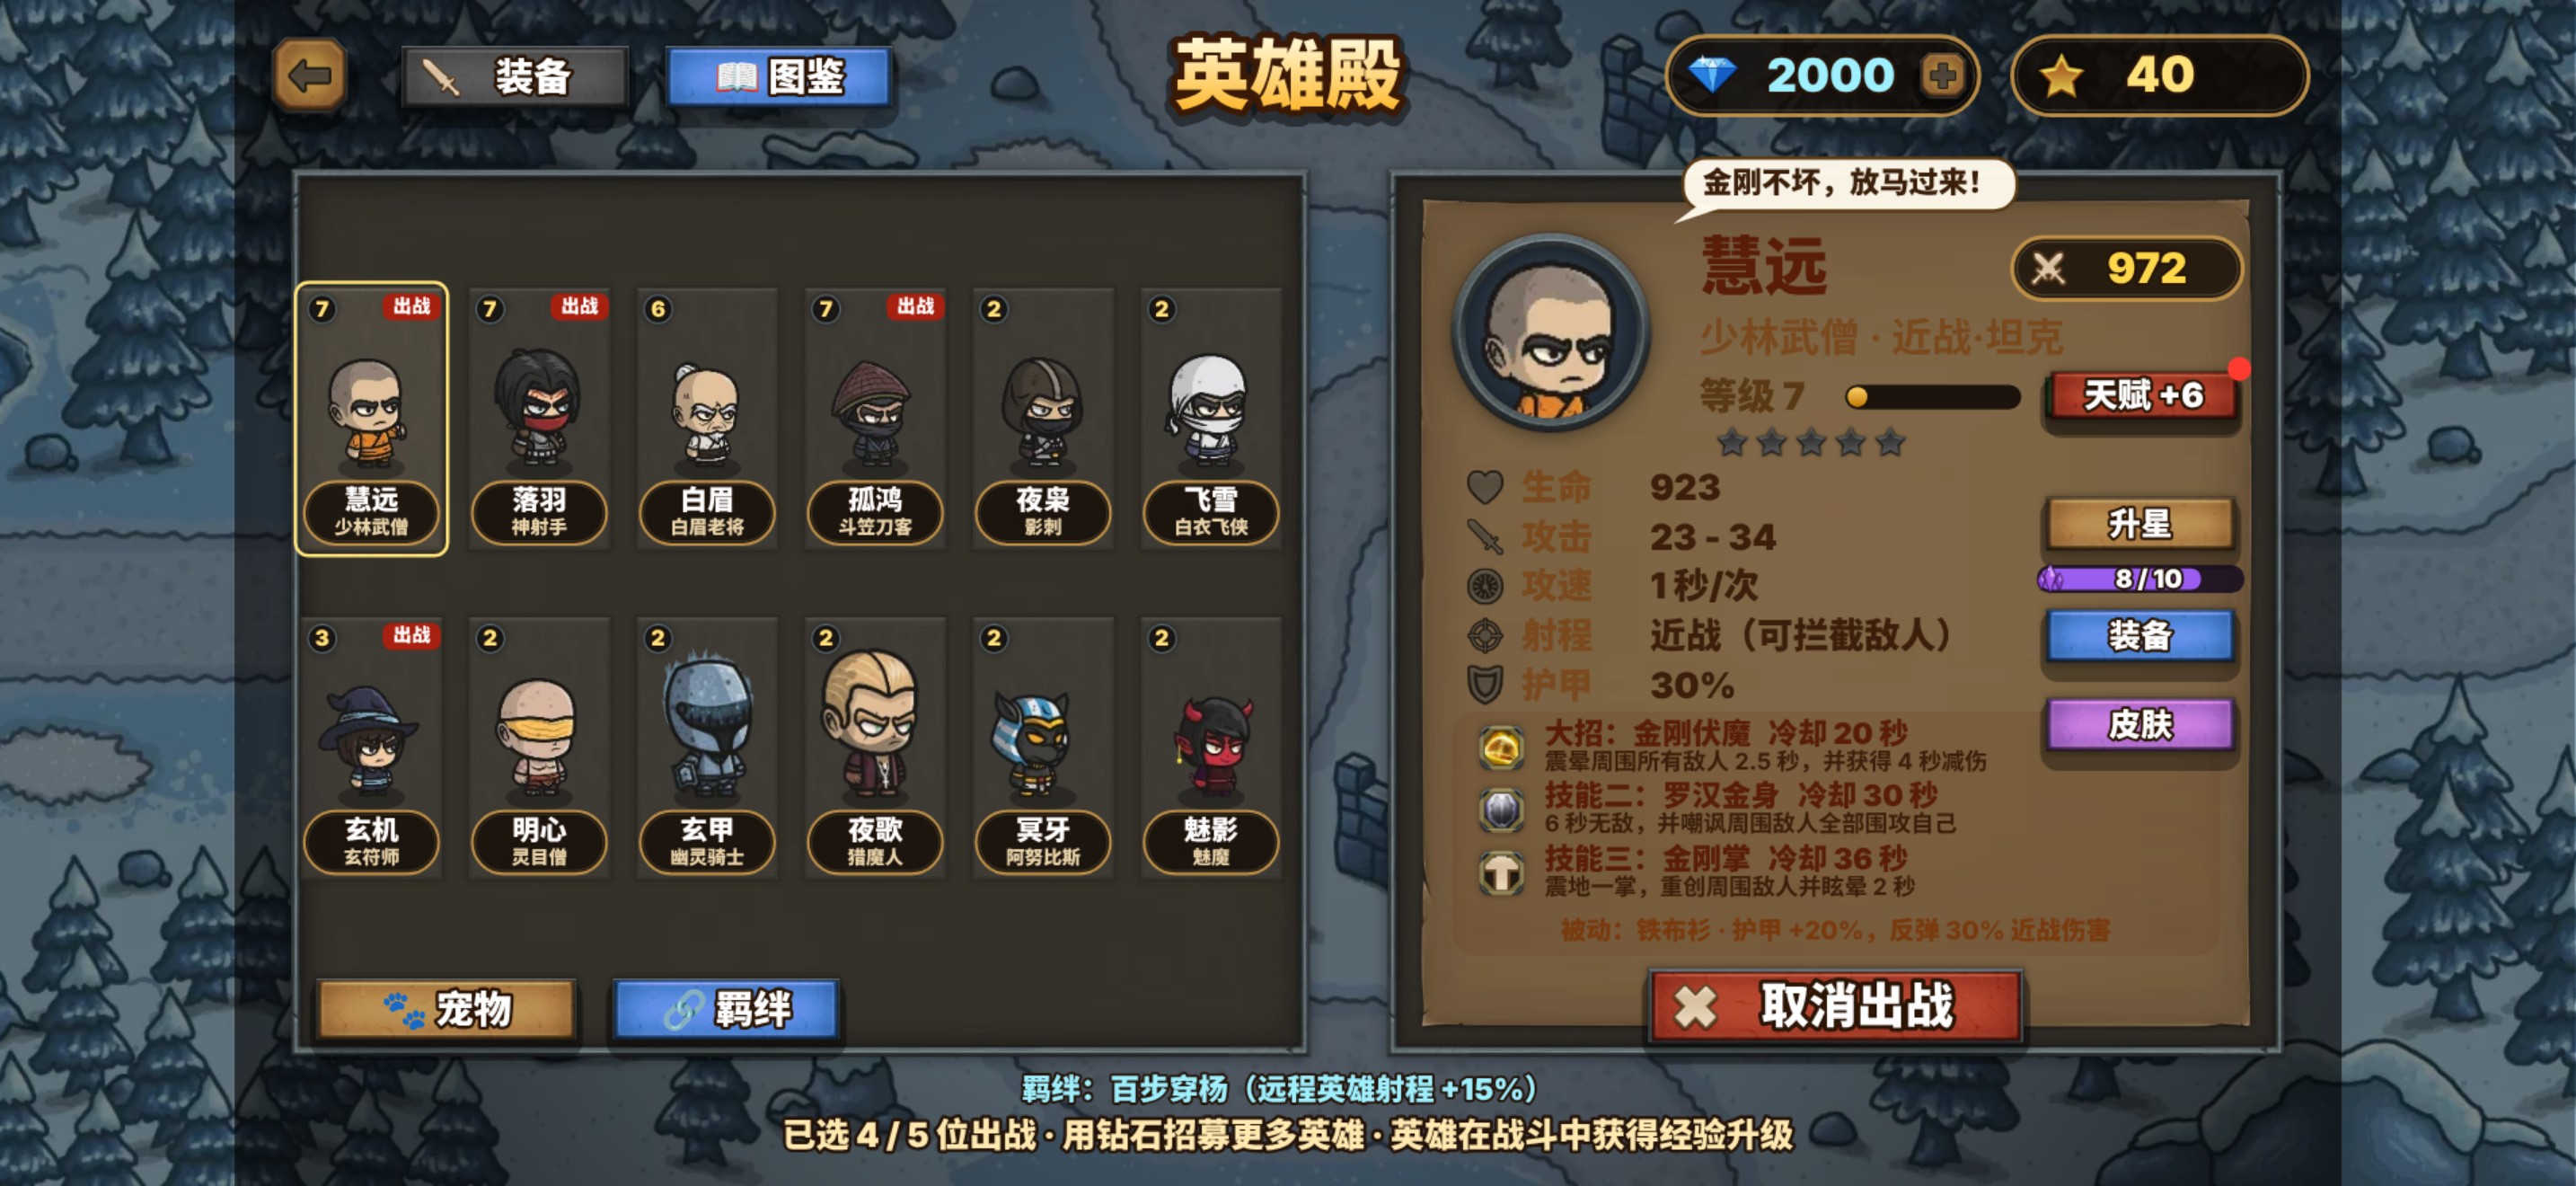 装备
图鉴
英雄殿
2000
40
金刚不坏，放马过来！
7 出战
慧远
少林武僧
7 出战
落羽
神射手
6
白眉
白眉老将
7 出战
孤鸿
斗笠刀客
2
夜枭
影刺
2
飞雪
白衣飞侠
3 出战
玄机
玄符师
2
明心
灵目僧
2
玄甲
幽灵骑士
2
夜歌
猎魔人
2
冥牙
阿努比斯
2
魅影
魅魔
宠物
羁绊
慧远
972
少林武僧 · 近战·坦克
等级 7
天赋 +6
生命 923
攻击 23 - 34
攻速 1 秒/次
射程 近战（可拦截敌人）
护甲 30%
升星
8 / 10
装备
皮肤
大招：金刚伏魔 冷却 20 秒
震晕周围所有敌人 2.5 秒，并获得 4 秒减伤
技能二：罗汉金身 冷却 30 秒
6 秒无敌，并嘲讽周围敌人全部围攻自己
技能三：金刚掌 冷却 36 秒
震地一掌，重创周围敌人并眩晕 2 秒
被动：铁布衫 · 护甲 +20%，反弹 30% 近战伤害
取消出战
羁绊：百步穿杨（远程英雄射程 +15%）
已选 4 / 5 位出战 · 用钻石招募更多英雄 · 英雄在战斗中获得经验升级